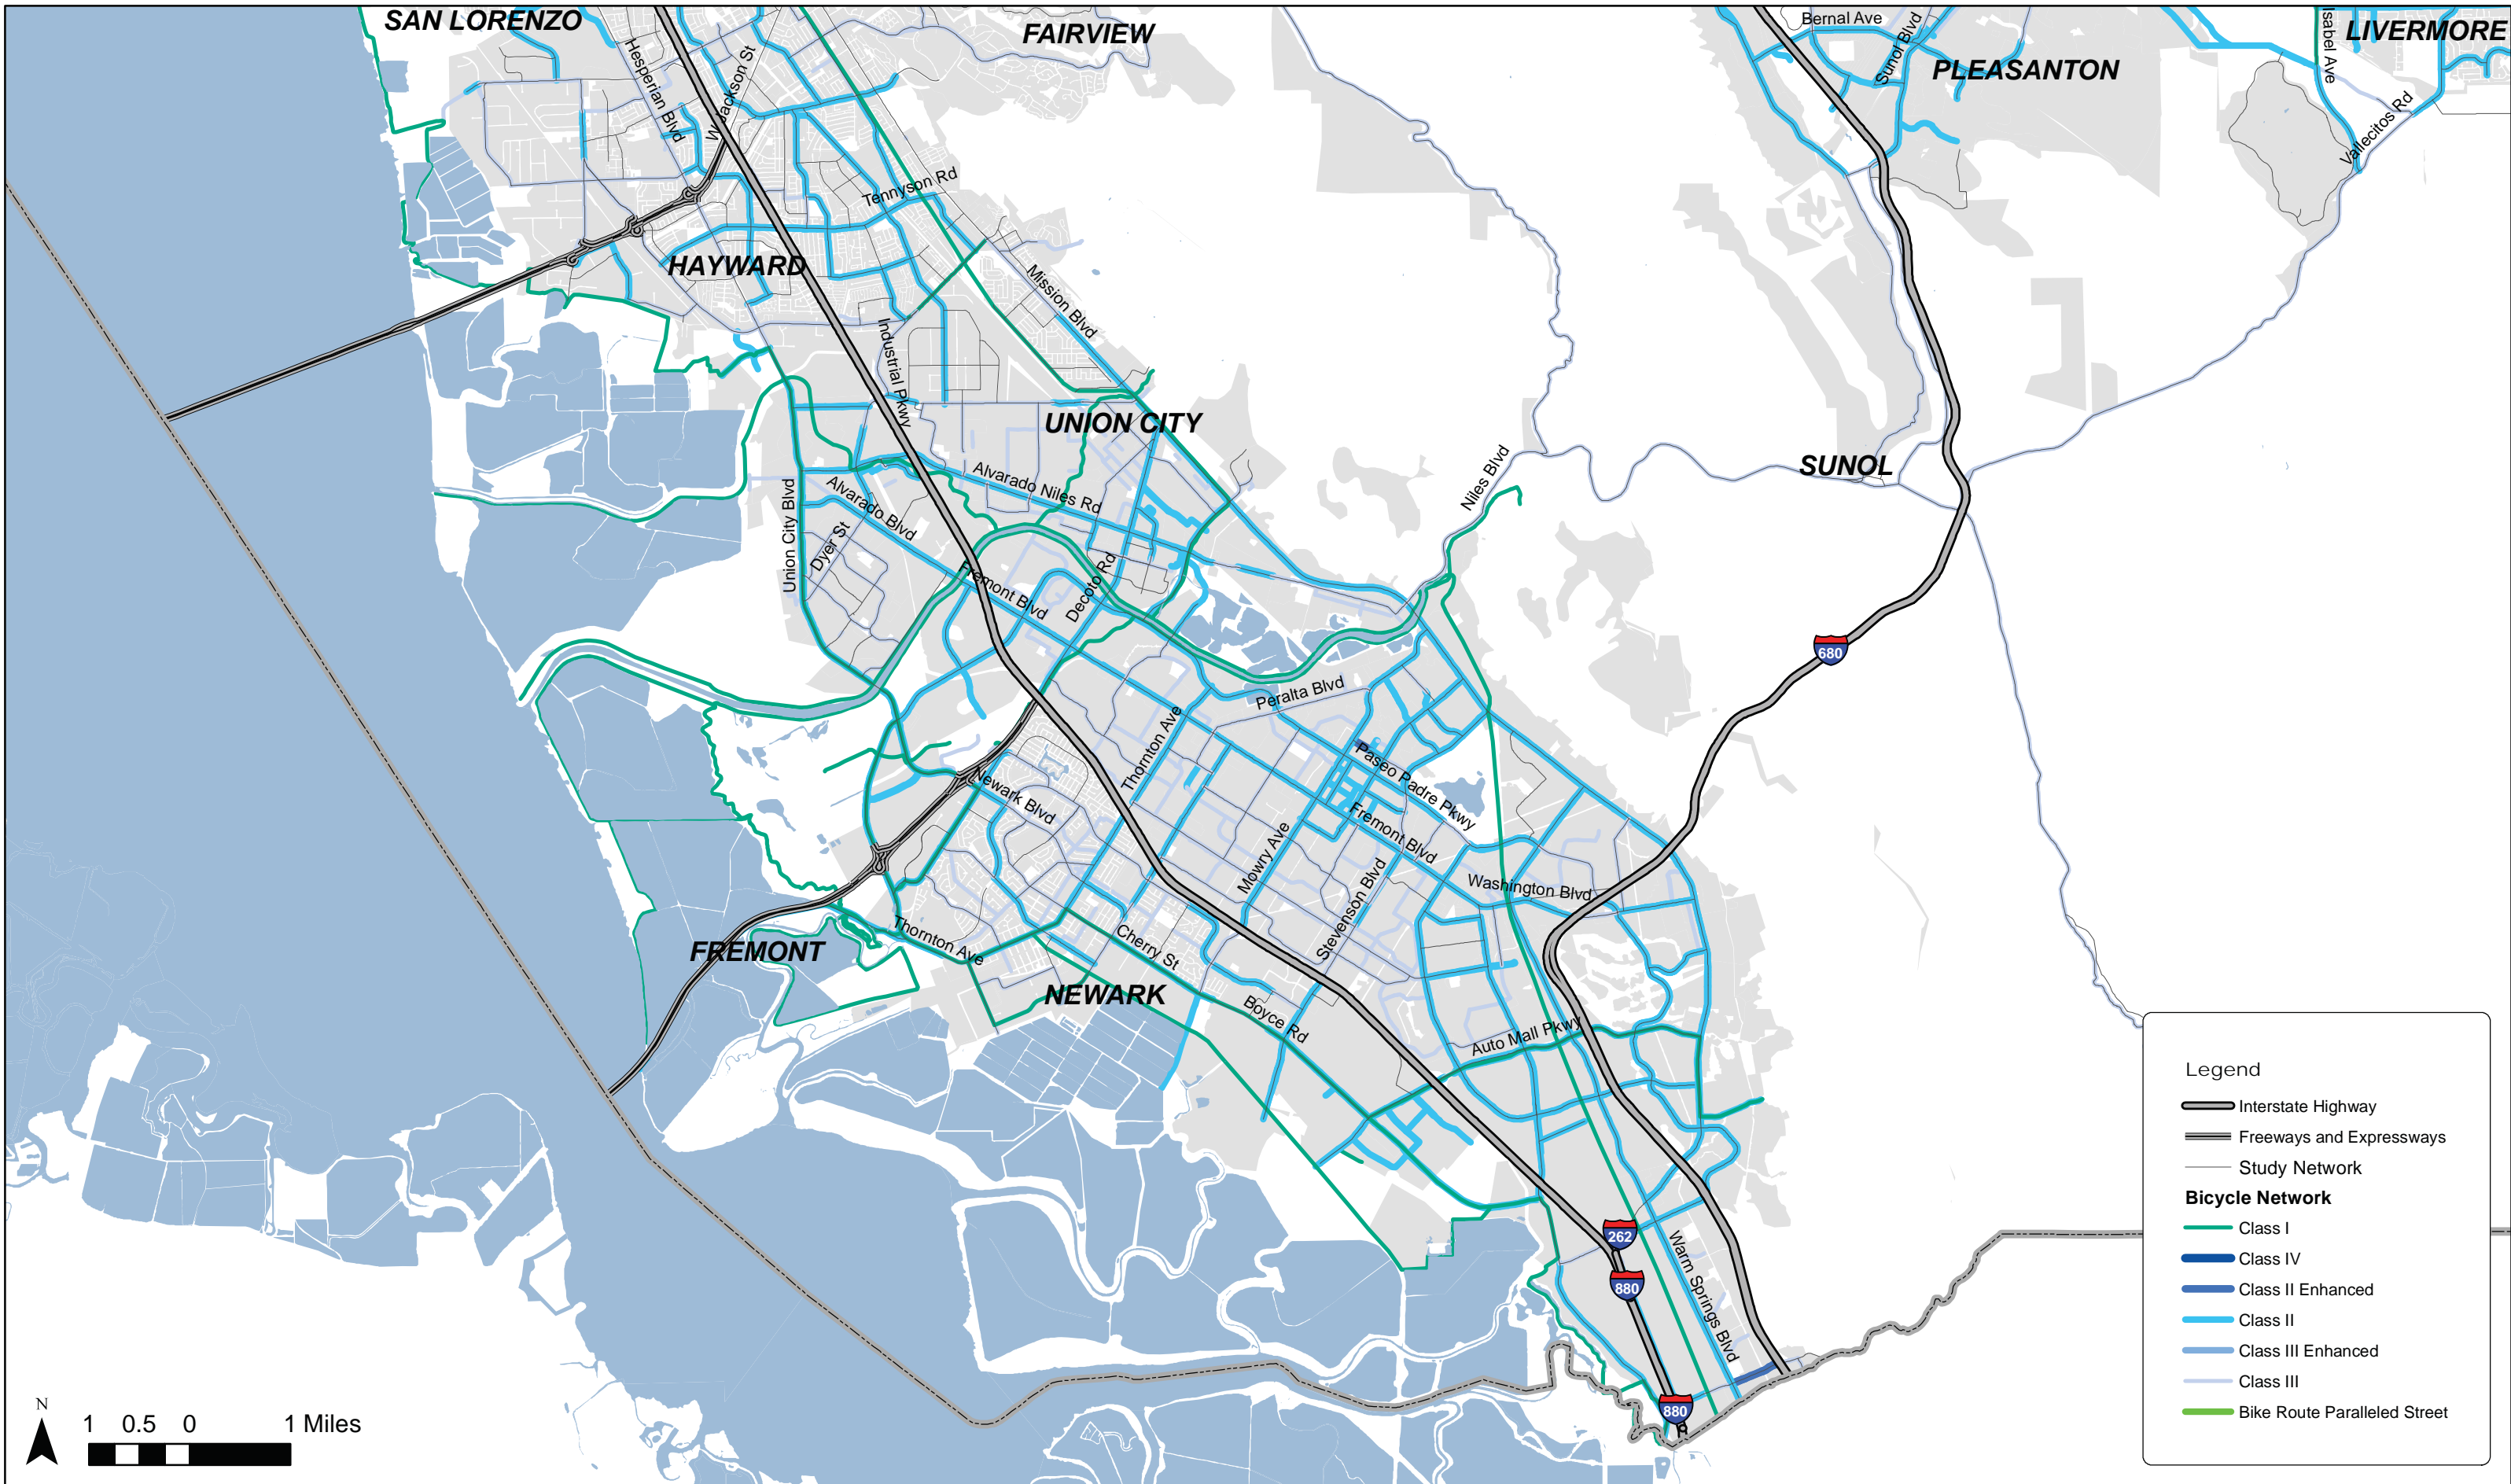 SAN LORENZO
FAIRVIEW
Bernal Ave
Sunol Blvd
PLEASANTON
Isabel Ave
LIVERMORE
Hesperian Blvd
W Jackson St
Vallecitos Rd
Tennyson Rd
HAYWARD
Mission Blvd
Industrial Pkwy
UNION CITY
Niles Blvd
SUNOL
Alvarado Niles Rd
Union City Blvd
Alvarado Blvd
Dyer St
Fremont Blvd
Decoto Rd
680
Peralta Blvd
Thornton Ave
Newark Blvd
Paseo Padre Pkwy
Fremont Blvd
Mowry Ave
Stevenson Blvd
Washington Blvd
FREMONT
Thornton Ave
Cherry St
NEWARK
Boyce Rd
Auto Mall Pkwy
262
880
Warm Springs Blvd
880
Legend
Interstate Highway
Freeways and Expressways
Study Network
Bicycle Network
Class I
Class IV
Class II Enhanced
Class II
Class III Enhanced
Class III
Bike Route Paralleled Street
N
1 0.5 0 1 Miles